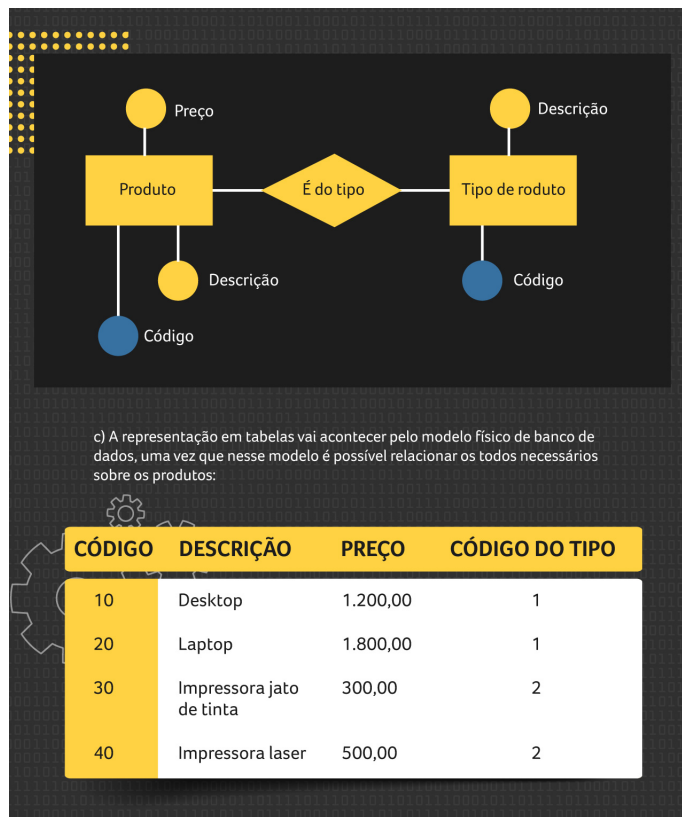 Preço
Descrição
Produto
É do tipo
Tipo de roduto
Descrição
Código
Código
c) A representação em tabelas vai acontecer pelo modelo físico de banco de
dados, uma vez que nesse modelo é possível relacionar os todos necessários
sobre os produtos:
CÓDIGO DESCRIÇÃO PREÇO CÓDIGO DO TIPO
10 Desktop 1.200,00 1
20 Laptop 1.800,00 1
30 Impressora jato 300,00 2
de tinta
40 Impressora laser 500,00 2